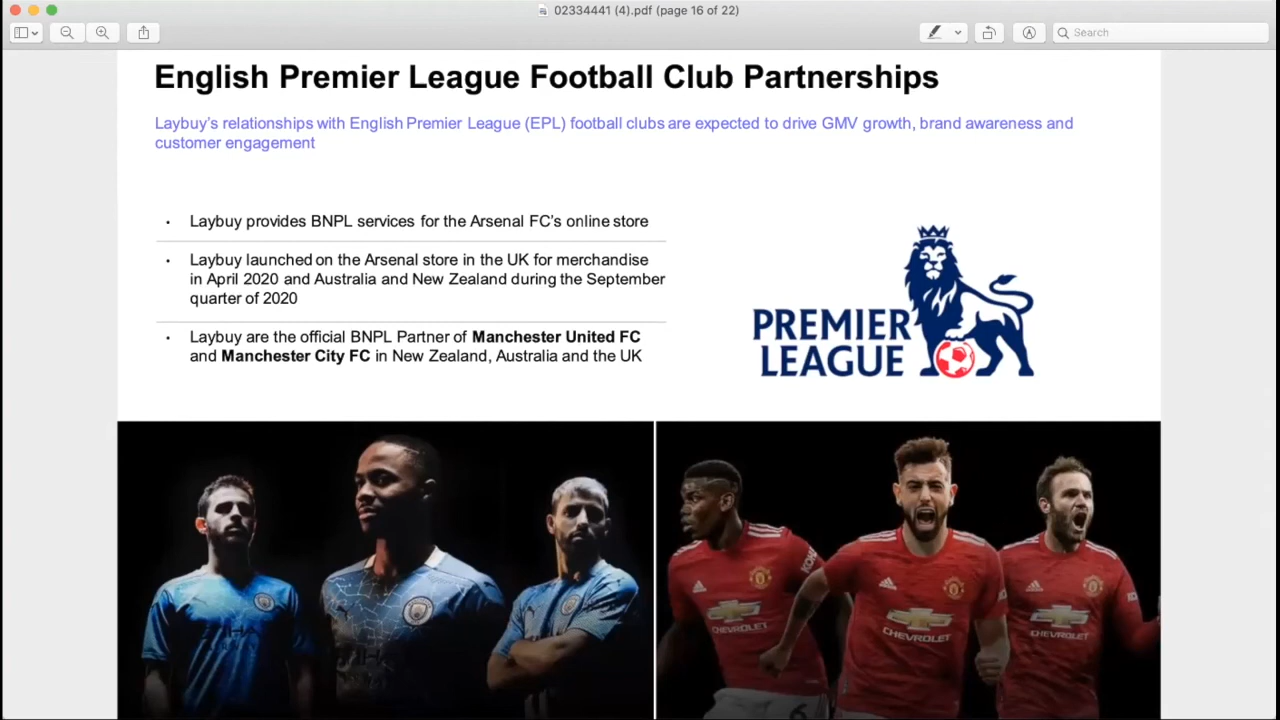 02334441 (4).pdf (page 16 of 22)
Search
English Premier League Football Club Partnerships
Laybuy's relationships with English Premier League (EPL) football clubs are expected to drive GMV growth, brand awareness and
customer engagement
• Laybuy provides BNPL services for the Arsenal FC's online store
• Laybuy launched on the Arsenal store in the UK for merchandise
in April 2020 and Australia and New Zealand during the September
quarter of 2020
• Laybuy are the official BNPL Partner of Manchester United FC
and Manchester City FC in New Zealand, Australia and the UK
PREMIER
LEAGUE
CHEVROLET
CHEVROLET
CHEVROLET
6